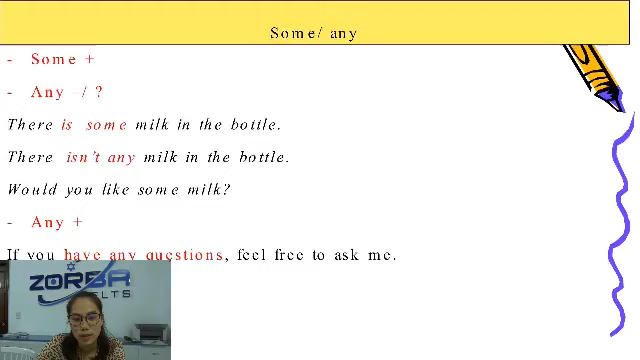 Some/ any
- Some +
- Any –/ ?
There is some milk in the bottle.
There isn't any milk in the bottle.
Would you like some milk?
- Any +
If you have any questions, feel free to ask me.
ZORBA
IELTS